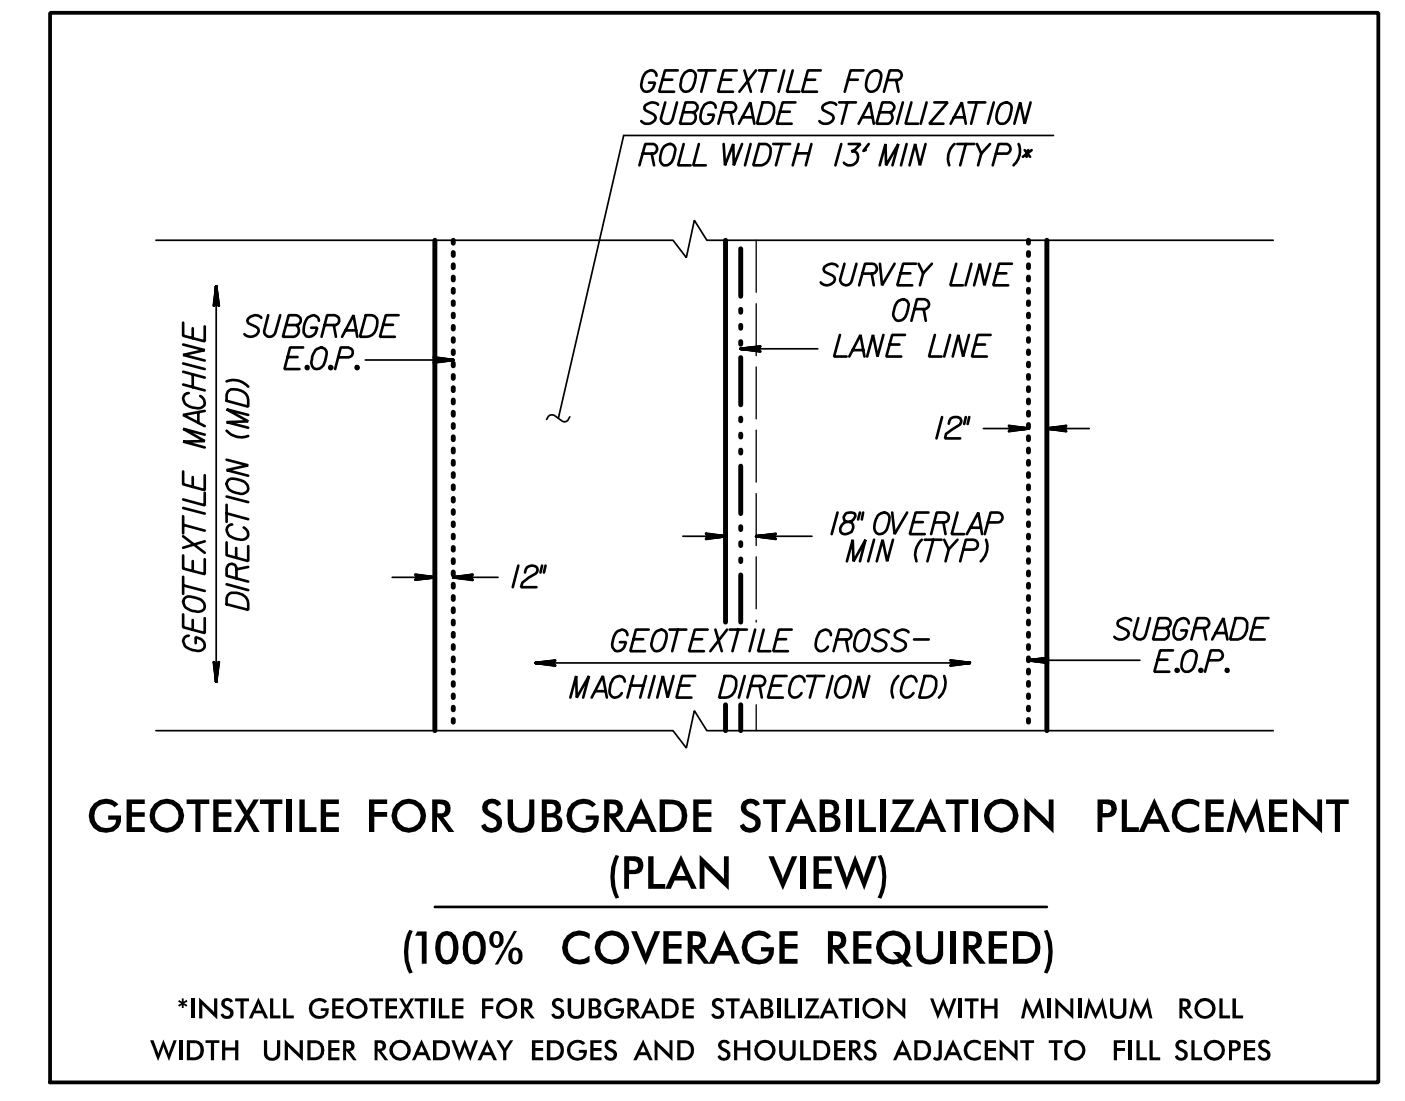 GEOTEXTILE FOR
SUBGRADE STABILIZATION
ROLL WIDTH 13' MIN (TYP)*
SURVEY LINE
OR
LANE LINE
SUBGRADE
E.O.P.
GEOTEXTILE MACHINE
DIRECTION (MD)
12"
18" OVERLAP
MIN (TYP)
12"
GEOTEXTILE CROSS-
MACHINE DIRECTION (CD)
SUBGRADE
E.O.P.
GEOTEXTILE FOR SUBGRADE STABILIZATION PLACEMENT
(PLAN VIEW)
(100% COVERAGE REQUIRED)
*INSTALL GEOTEXTILE FOR SUBGRADE STABILIZATION WITH MINIMUM ROLL
WIDTH UNDER ROADWAY EDGES AND SHOULDERS ADJACENT TO FILL SLOPES